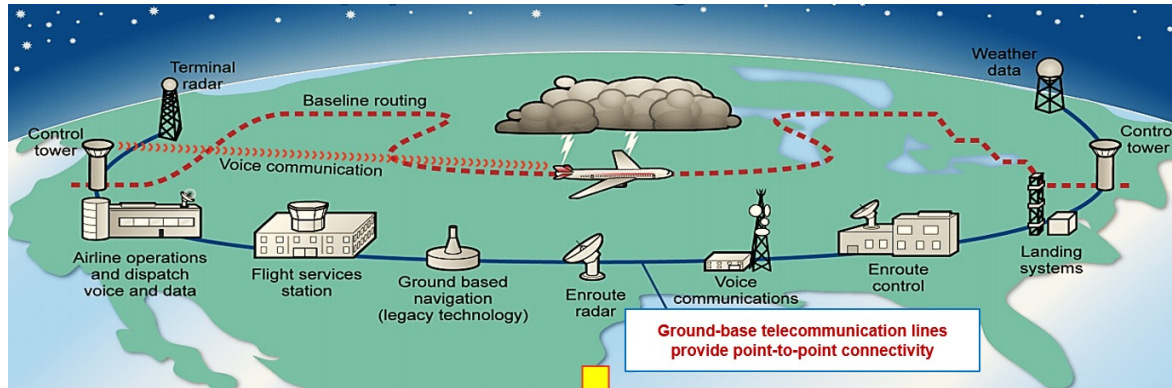 Terminal
radar
Weather
data
Baseline routing
Control
tower
Control
tower
Voice communication
Airline operations
and dispatch
voice and data
Flight services
station
Ground based
navigation
(legacy technology)
Enroute
radar
Voice
communications
Enroute
control
Landing
systems
Ground-base telecommunication lines
provide point-to-point connectivity